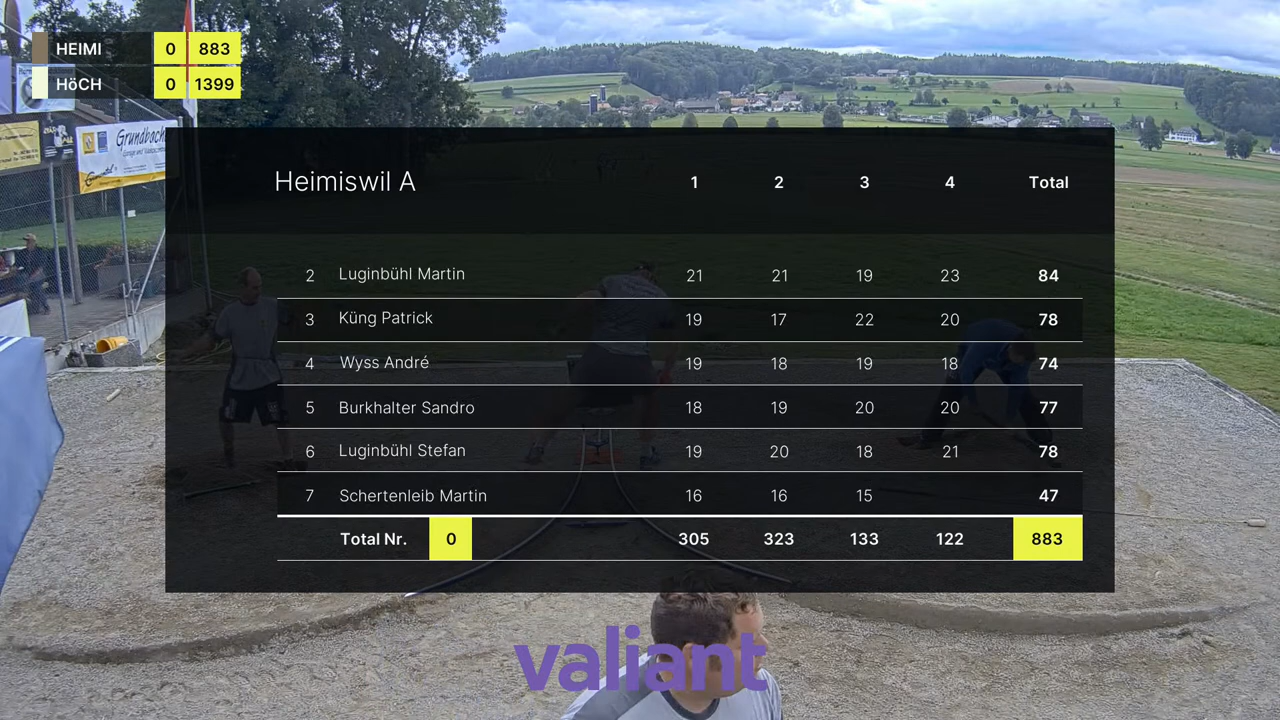 HEIMI 0 883
HöCH 0 1399
Grundbach
Heimiswil A 1 2 3 4 Total
2 Luginbühl Martin 21 21 19 23 84
3 Küng Patrick 19 17 22 20 78
4 Wyss André 19 18 19 18 74
5 Burkhalter Sandro 18 19 20 20 77
6 Luginbühl Stefan 19 20 18 21 78
7 Schertenleib Martin 16 16 15 47
Total Nr. 0 305 323 133 122 883
valiant